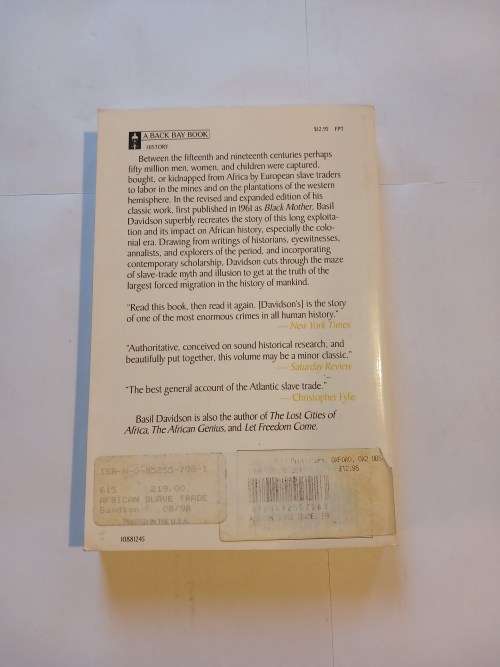 A BACK BAY BOOK
$12.95 FPT
HISTORY
Between the fifteenth and nineteenth centuries perhaps
fifty million men, women, and children were captured,
bought, or kidnapped from Africa by European slave traders
to labor in the mines and on the plantations of the western
hemisphere. In the revised and expanded edition of his
classic work, first published in 1961 as Black Mother, Basil
Davidson superbly recreates the story of this long exploita-
tion and its impact on African history, especially the colo-
nial era. Drawing from writings of historians, eyewitnesses,
annalists, and explorers of the period, and incorporating
contemporary scholarship, Davidson cuts through the maze
of slave-trade myth and illusion to get at the truth of the
largest forced migration in the history of mankind.
"Read this book, then read it again. [Davidson's] is the story
of one of the most enormous crimes in all human history."
— New York Times
"Authoritative, conceived on sound historical research, and
beautifully put together, this volume may be a minor classic."
— Saturday Review
"The best general account of the Atlantic slave trade."
— Christopher Fyfe
Basil Davidson is also the author of The Lost Cities of
Africa, The African Genius, and Let Freedom Come.
OXFORD, OX2
£12.95
615 219.00
AFRICAN SLAVE TRADE
Sandton 08/98
10881245